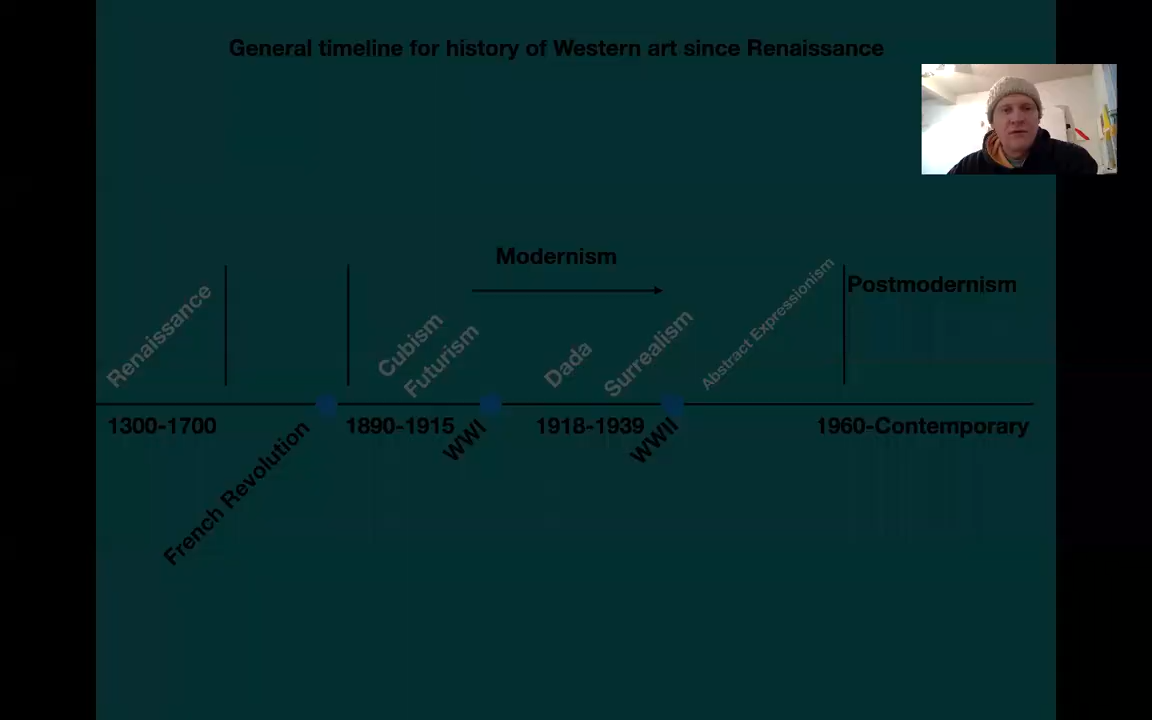 General timeline for history of Western art since Renaissance
Modernism
Postmodernism
Renaissance
Cubism
Futurism
Dada
Surrealism
Abstract Expressionism
1300-1700
French Revolution
1890-1915
WWI
1918-1939
WWII
1960-Contemporary